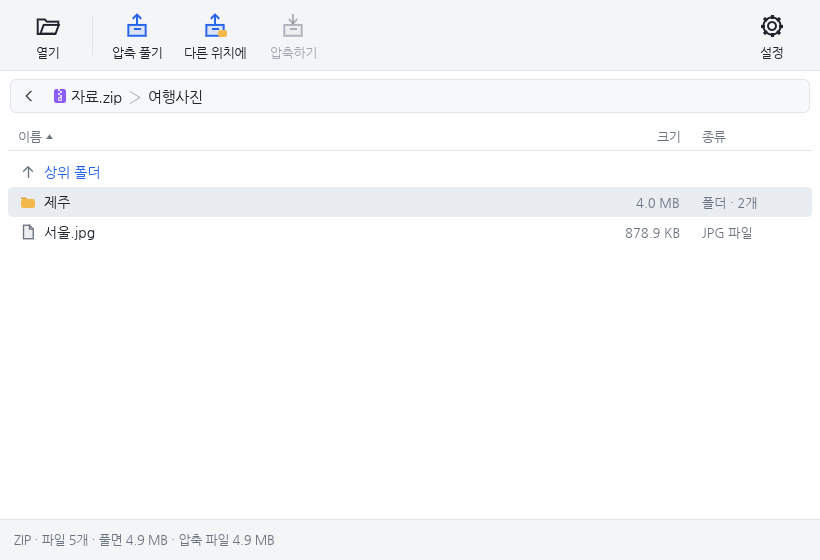 열기
압축 풀기
다른 위치에
압축하기
설정
자료.zip > 여행사진
이름 크기 종류
상위 폴더
제주 4.0 MB 폴더 · 2개
서울.jpg 878.9 KB JPG 파일
ZIP · 파일 5개 · 풀면 4.9 MB · 압축 파일 4.9 MB